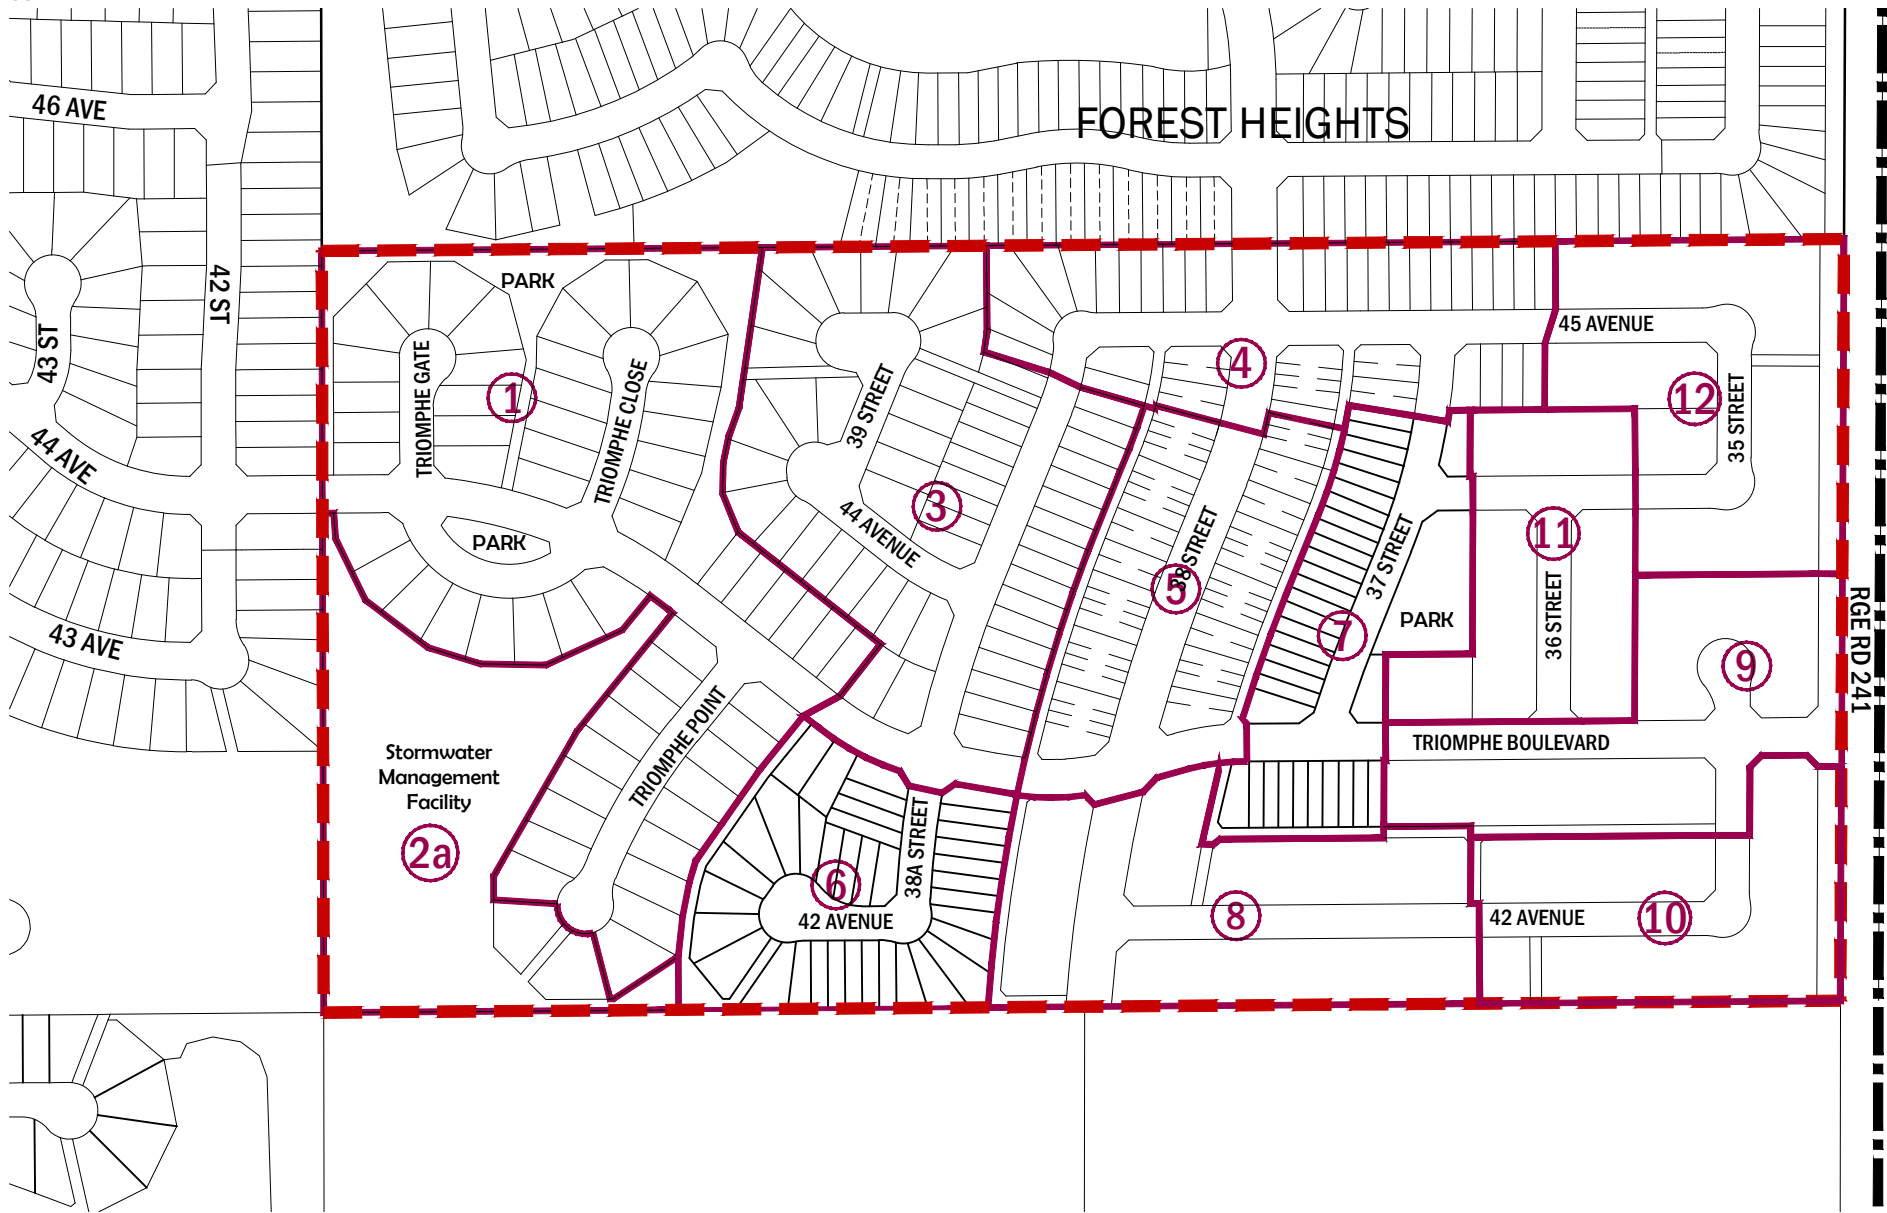 FOREST HEIGHTS
46 AVE
42 ST
43 ST
44 AVE
43 AVE
PARK
TRIOMPHE GATE
1
TRIOMPHE CLOSE
PARK
39 STREET
3
44 AVENUE
4
45 AVENUE
12
35 STREET
38 STREET
5
37 STREET
7
PARK
11
36 STREET
9
RGE RD 241
TRIOMPHE BOULEVARD
Stormwater
Management
Facility
2a
TRIOMPHE POINT
38A STREET
6
42 AVENUE
8
42 AVENUE
10